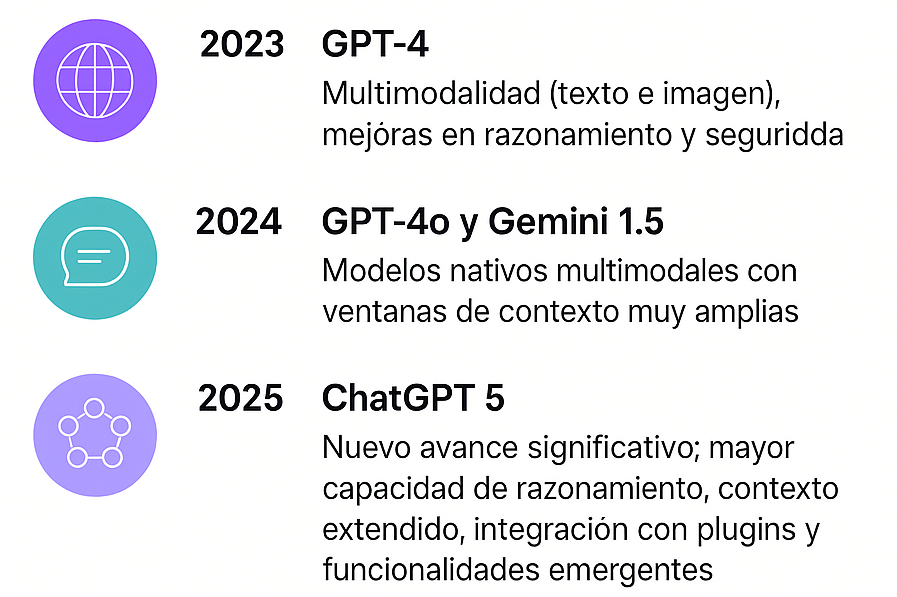 2023 GPT-4
Multimodalidad (texto e imagen),
mejóras en razonamiento y seguridda
2024 GPT-4o y Gemini 1.5
Modelos nativos multimodales con
ventanas de contexto muy amplias
2025 ChatGPT 5
Nuevo avance significativo; mayor
capacidad de razonamiento, contexto
extendido, integración con plugins y
funcionalidades emergentes